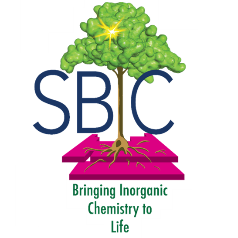 SBIC
Bringing Inorganic
Chemistry to
Life